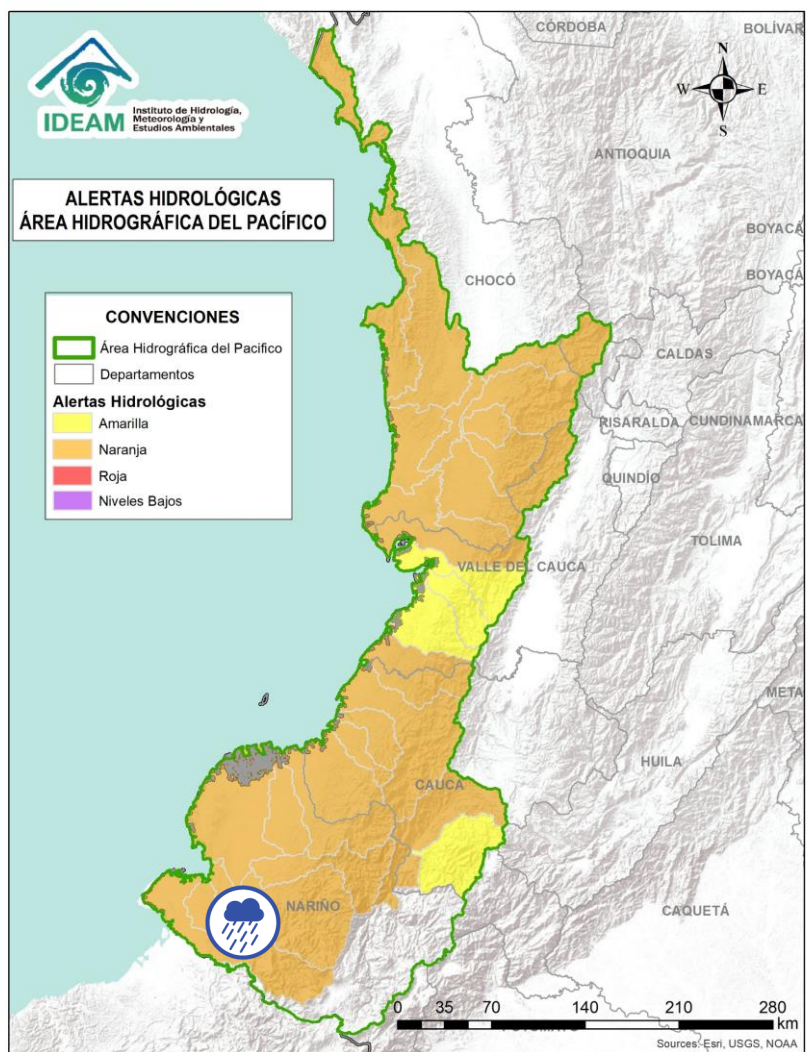 CÓRDOBA
BOLÍVAR
IDEAM
Instituto de Hidrología,
Meteorología y
Estudios Ambientales
N
W
E
S
ANTIOQUIA
ALERTAS HIDROLÓGICAS
ÁREA HIDROGRÁFICA DEL PACÍFICO
BOYACÁ
BOYACÁ
CHOCÓ
CONVENCIONES
Área Hidrográfica del Pacifico
Departamentos
Alertas Hidrológicas
Amarilla
Naranja
Roja
Niveles Bajos
CALDAS
RISARALDA
CUNDINAMARCA
QUINDÍO
TOLIMA
VALLE DEL CAUCA
META
HUILA
CAUCA
NARIÑO
CAQUETÁ
0 35 70 140 210 280
km
Sources: Esri, USGS, NOAA